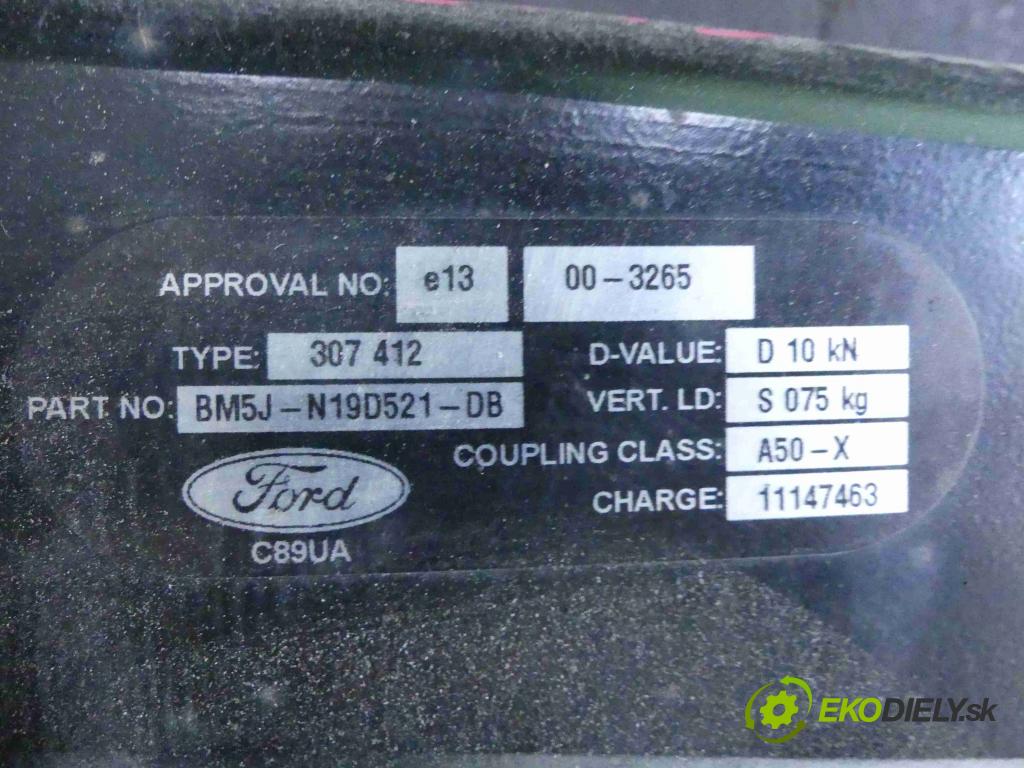 APPROVAL NO: e13 00-3265
TYPE: 307 412 D-VALUE: D 10 kN
PART NO: BM5J-N19D521-DB VERT. LD: S 075 kg
COUPLING CLASS: A50-X
Ford CHARGE: 11147463
C89UA
EKODIELY.sk